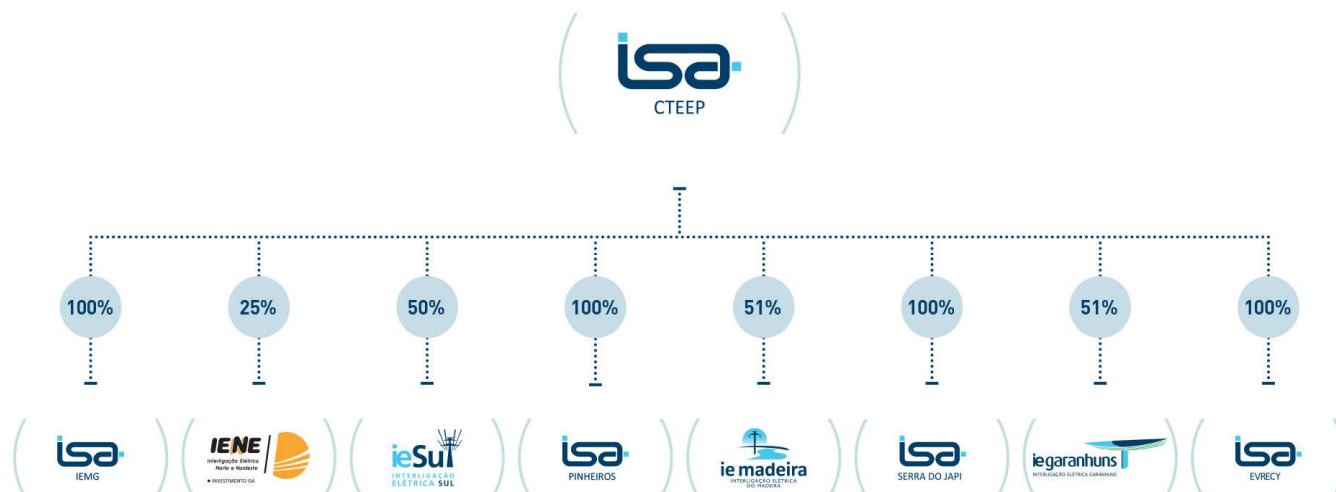 isa
CTEEP
100%
25%
50%
100%
51%
100%
51%
100%
isa
IEMG
IENE
Interligação Elétrica
Norte e Nordeste
INVESTIMENTO ISA
ieSul
INTERLIGAÇÃO
ELÉTRICA SUL
isa
PINHEIROS
ie madeira
INTERLIGAÇÃO ELÉTRICA
DO MADEIRA
isa
SERRA DO JAPI
iegaranhuns
INTERLIGAÇÃO ELÉTRICA GARANHUNS
isa
EVRECY